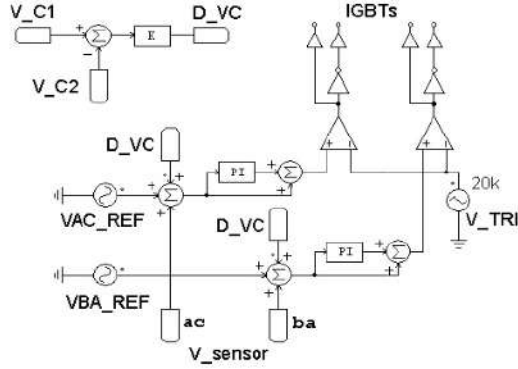 V_C1
D_VC
IGBTs
K
V_C2
D_VC
PI
20k
VAC_REF
D_VC
V_TRI
PI
VBA_REF
ac
ba
V_sensor